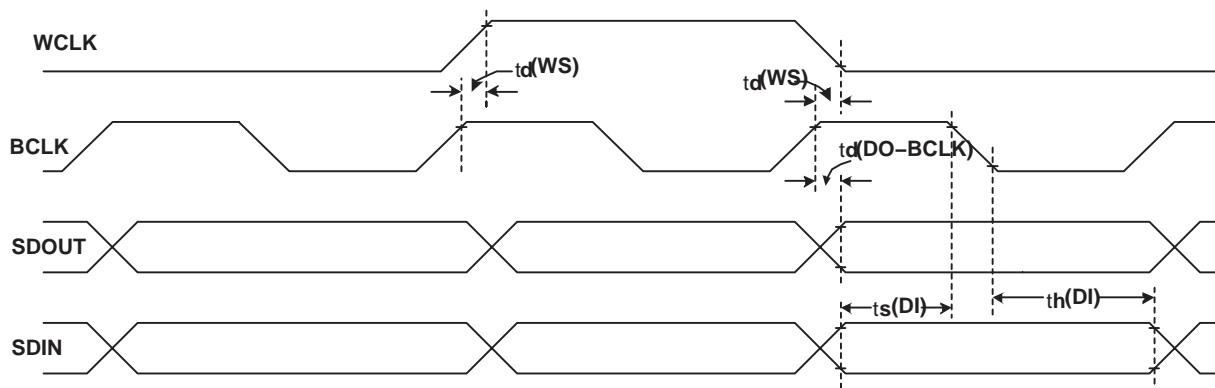 WCLK
td(WS)
td(WS)
BCLK
td(DO−BCLK)
SDOUT
ts(DI)
th(DI)
SDIN